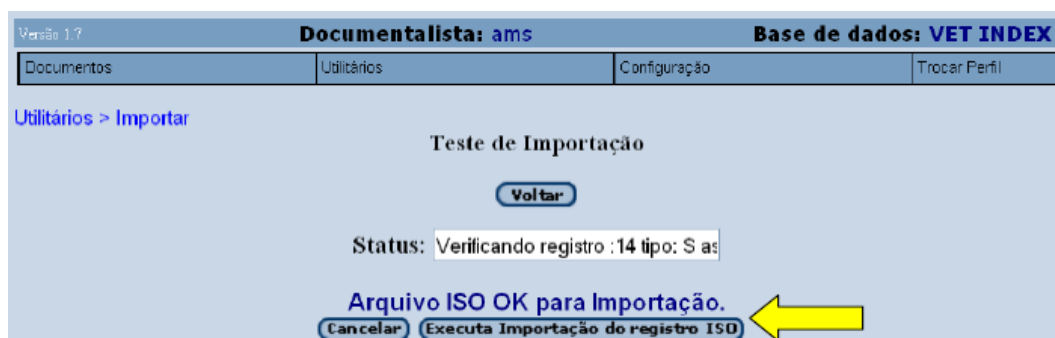 Versão 1.7 Documentalista: ams Base de dados: VET INDEX
Documentos Utilitários Configuração Trocar Perfil
Utilitários > Importar
Teste de Importação
Voltar
Status: Verificando registro :14 tipo: S as
Arquivo ISO OK para Importação.
Cancelar Executa Importação do registro ISO